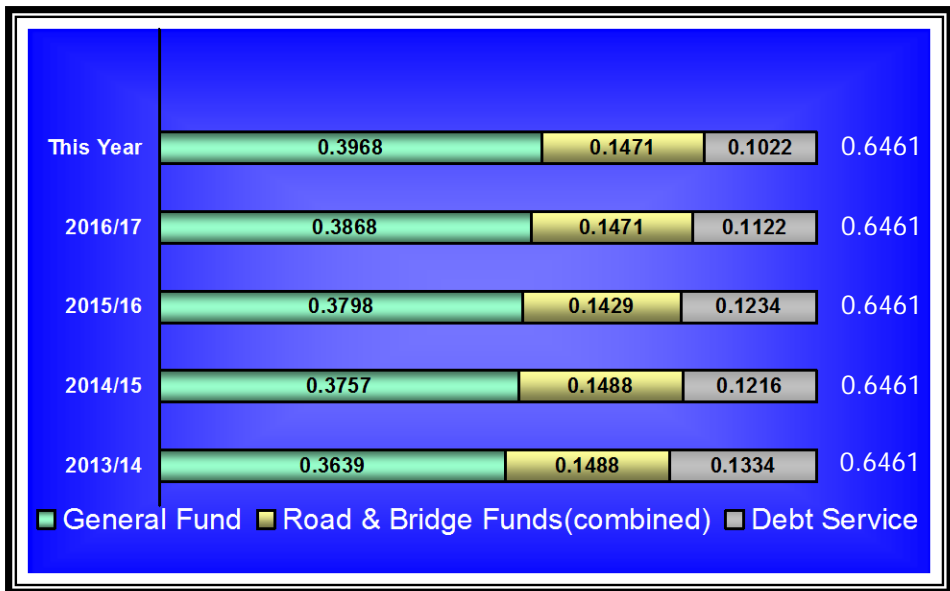 This Year 0.3968 0.1471 0.1022 0.6461
2016/17 0.3868 0.1471 0.1122 0.6461
2015/16 0.3798 0.1429 0.1234 0.6461
2014/15 0.3757 0.1488 0.1216 0.6461
2013/14 0.3639 0.1488 0.1334 0.6461
General Fund Road & Bridge Funds(combined) Debt Service